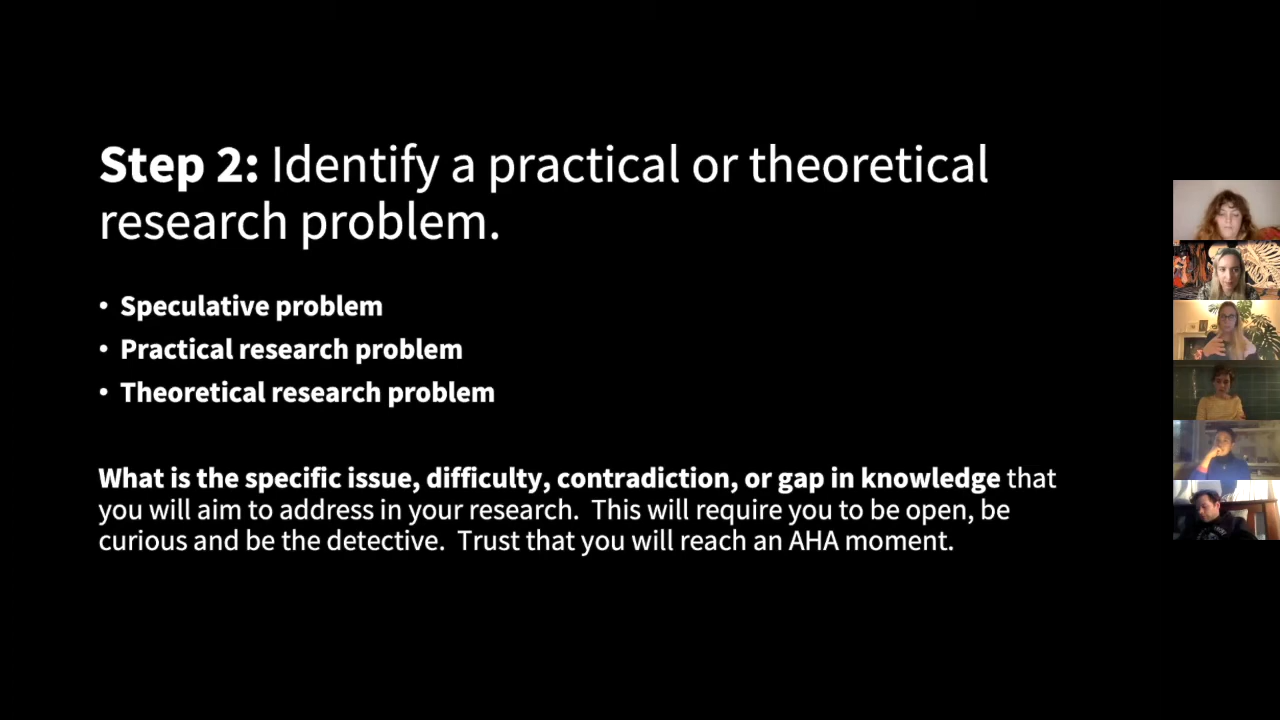 Step 2: Identify a practical or theoretical
research problem.
• Speculative problem
• Practical research problem
• Theoretical research problem
What is the specific issue, difficulty, contradiction, or gap in knowledge that
you will aim to address in your research.  This will require you to be open, be
curious and be the detective.  Trust that you will reach an AHA moment.